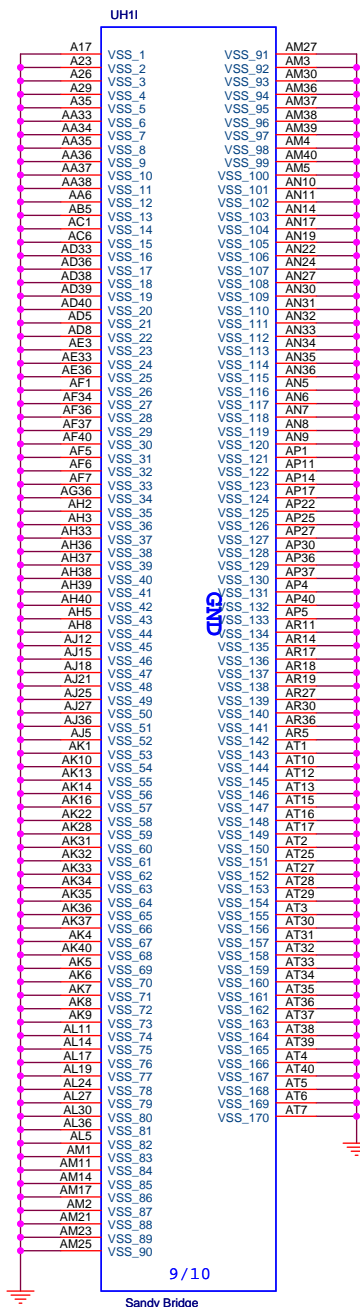 UH1I
A17 VSS_1 VSS_91 AM27
A23 VSS_2 VSS_92 AM3
A26 VSS_3 VSS_93 AM30
A29 VSS_4 VSS_94 AM36
A35 VSS_5 VSS_95 AM37
AA33 VSS_6 VSS_96 AM38
AA34 VSS_7 VSS_97 AM39
AA35 VSS_8 VSS_98 AM4
AA36 VSS_9 VSS_99 AM40
AA37 VSS_10 VSS_100 AM5
AA38 VSS_11 VSS_101 AN10
AA6 VSS_12 VSS_102 AN11
AB5 VSS_13 VSS_103 AN14
AC1 VSS_14 VSS_104 AN17
AC6 VSS_15 VSS_105 AN19
AD33 VSS_16 VSS_106 AN22
AD36 VSS_17 VSS_107 AN24
AD38 VSS_18 VSS_108 AN27
AD39 VSS_19 VSS_109 AN30
AD40 VSS_20 VSS_110 AN31
AD5 VSS_21 VSS_111 AN32
AD8 VSS_22 VSS_112 AN33
AE3 VSS_23 VSS_113 AN34
AE33 VSS_24 VSS_114 AN35
AE36 VSS_25 VSS_115 AN36
AF1 VSS_26 VSS_116 AN5
AF34 VSS_27 VSS_117 AN6
AF36 VSS_28 VSS_118 AN7
AF37 VSS_29 VSS_119 AN8
AF40 VSS_30 VSS_120 AN9
AF5 VSS_31 VSS_121 AP1
AF6 VSS_32 VSS_122 AP11
AF7 VSS_33 VSS_123 AP14
AG36 VSS_34 VSS_124 AP17
AH2 VSS_35 VSS_125 AP22
AH3 VSS_36 VSS_126 AP25
AH33 VSS_37 VSS_127 AP27
AH36 VSS_38 VSS_128 AP30
AH37 VSS_39 VSS_129 AP36
AH38 VSS_40 VSS_130 AP37
AH39 VSS_41 VSS_131 AP4
AH40 VSS_42 VSS_132 AP40
AH5 VSS_43 VSS_133 AP5
AH8 VSS_44 VSS_134 AR11
GND
AJ12 VSS_45 VSS_135 AR14
AJ15 VSS_46 VSS_136 AR17
AJ18 VSS_47 VSS_137 AR18
AJ21 VSS_48 VSS_138 AR19
AJ25 VSS_49 VSS_139 AR27
AJ27 VSS_50 VSS_140 AR30
AJ36 VSS_51 VSS_141 AR36
AJ5 VSS_52 VSS_142 AR5
AK1 VSS_53 VSS_143 AT1
AK10 VSS_54 VSS_144 AT10
AK13 VSS_55 VSS_145 AT12
AK14 VSS_56 VSS_146 AT13
AK16 VSS_57 VSS_147 AT15
AK22 VSS_58 VSS_148 AT16
AK28 VSS_59 VSS_149 AT17
AK31 VSS_60 VSS_150 AT2
AK32 VSS_61 VSS_151 AT25
AK33 VSS_62 VSS_152 AT27
AK34 VSS_63 VSS_153 AT28
AK35 VSS_64 VSS_154 AT29
AK36 VSS_65 VSS_155 AT3
AK37 VSS_66 VSS_156 AT30
AK4 VSS_67 VSS_157 AT31
AK40 VSS_68 VSS_158 AT32
AK5 VSS_69 VSS_159 AT33
AK6 VSS_70 VSS_160 AT34
AK7 VSS_71 VSS_161 AT35
AK8 VSS_72 VSS_162 AT36
AK9 VSS_73 VSS_163 AT37
AL11 VSS_74 VSS_164 AT38
AL14 VSS_75 VSS_165 AT39
AL17 VSS_76 VSS_166 AT4
AL19 VSS_77 VSS_167 AT40
AL24 VSS_78 VSS_168 AT5
AL27 VSS_79 VSS_169 AT6
AL30 VSS_80 VSS_170 AT7
AL36 VSS_81
AL5 VSS_82
AM1 VSS_83
AM11 VSS_84
AM14 VSS_85
AM17 VSS_86
AM2 VSS_87
AM21 VSS_88
AM23 VSS_89
AM25 VSS_90
9/10
Sandy Bridge